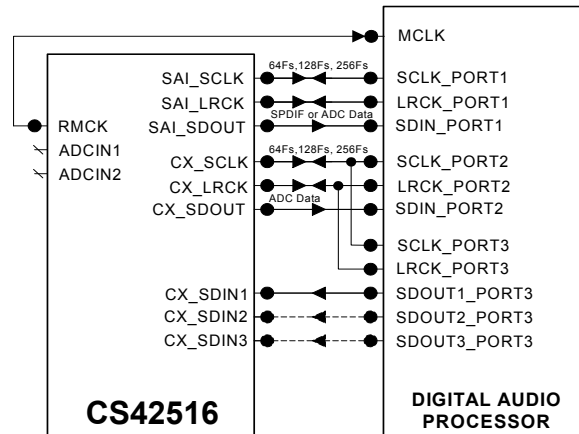 MCLK
64Fs,128Fs, 256Fs
SAI_SCLK
SCLK_PORT1
SAI_LRCK
LRCK_PORT1
SPDIF or ADC Data
RMCK
SAI_SDOUT
SDIN_PORT1
ADCIN1
64Fs,128Fs, 256Fs
CX_SCLK
SCLK_PORT2
ADCIN2
CX_LRCK
LRCK_PORT2
ADC Data
CX_SDOUT
SDIN_PORT2
SCLK_PORT3
LRCK_PORT3
CX_SDIN1
SDOUT1_PORT3
CX_SDIN2
SDOUT2_PORT3
CX_SDIN3
SDOUT3_PORT3
CS42516
DIGITAL AUDIO
PROCESSOR